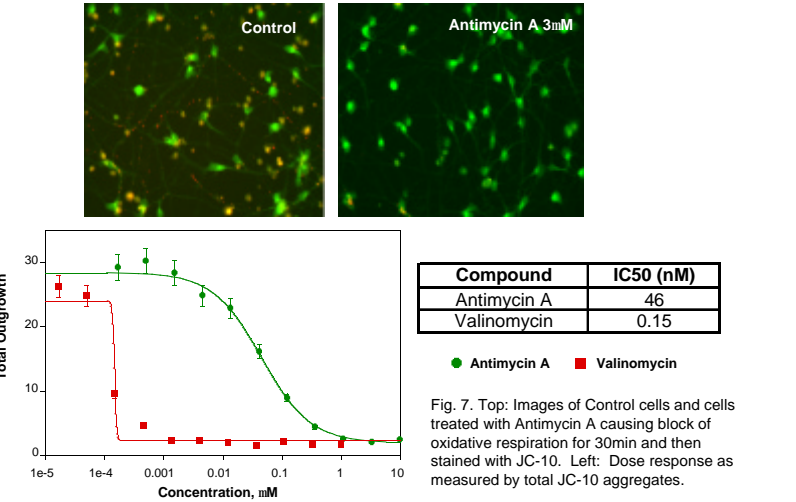 Control
Antimycin A 3mM
Total Outgrowth
30
20
10
0
1e-5 1e-4 0.001 0.01 0.1 1 10
Concentration, mM
Compound IC50 (nM)
Antimycin A 46
Valinomycin 0.15
Antimycin A Valinomycin
Fig. 7. Top: Images of Control cells and cells
treated with Antimycin A causing block of
oxidative respiration for 30min and then
stained with JC-10. Left: Dose response as
measured by total JC-10 aggregates.